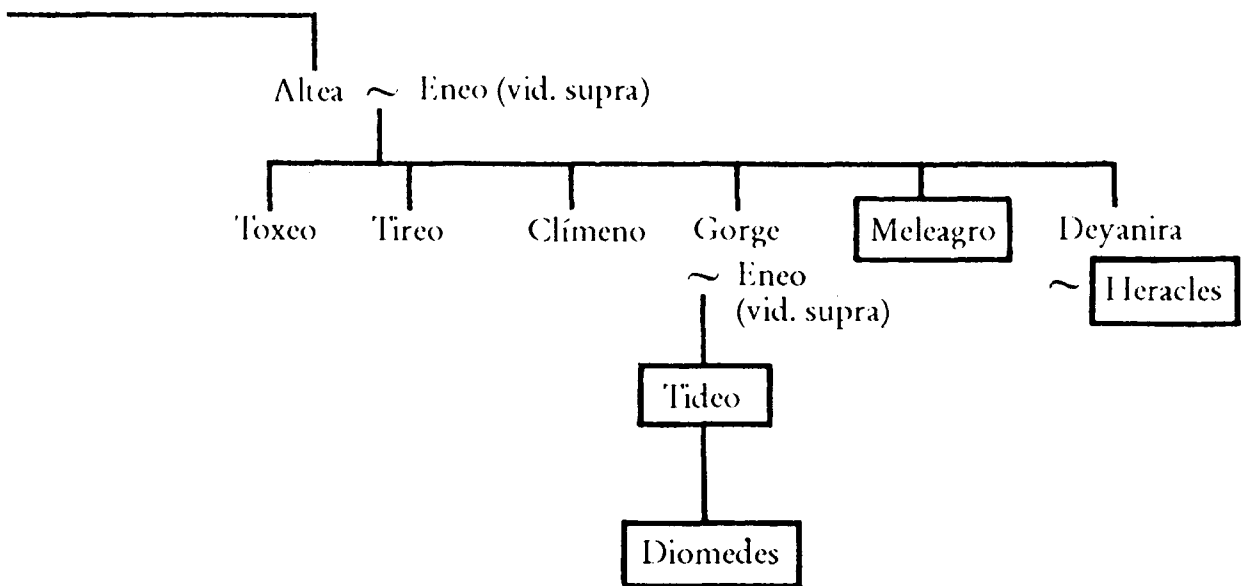 Altea ~ Eneo (vid. supra)
Toxeo Tireo Clímeno Gorge Meleagro Deyanira
~ Eneo ~ Heracles
(vid. supra)
Tideo
Diomedes